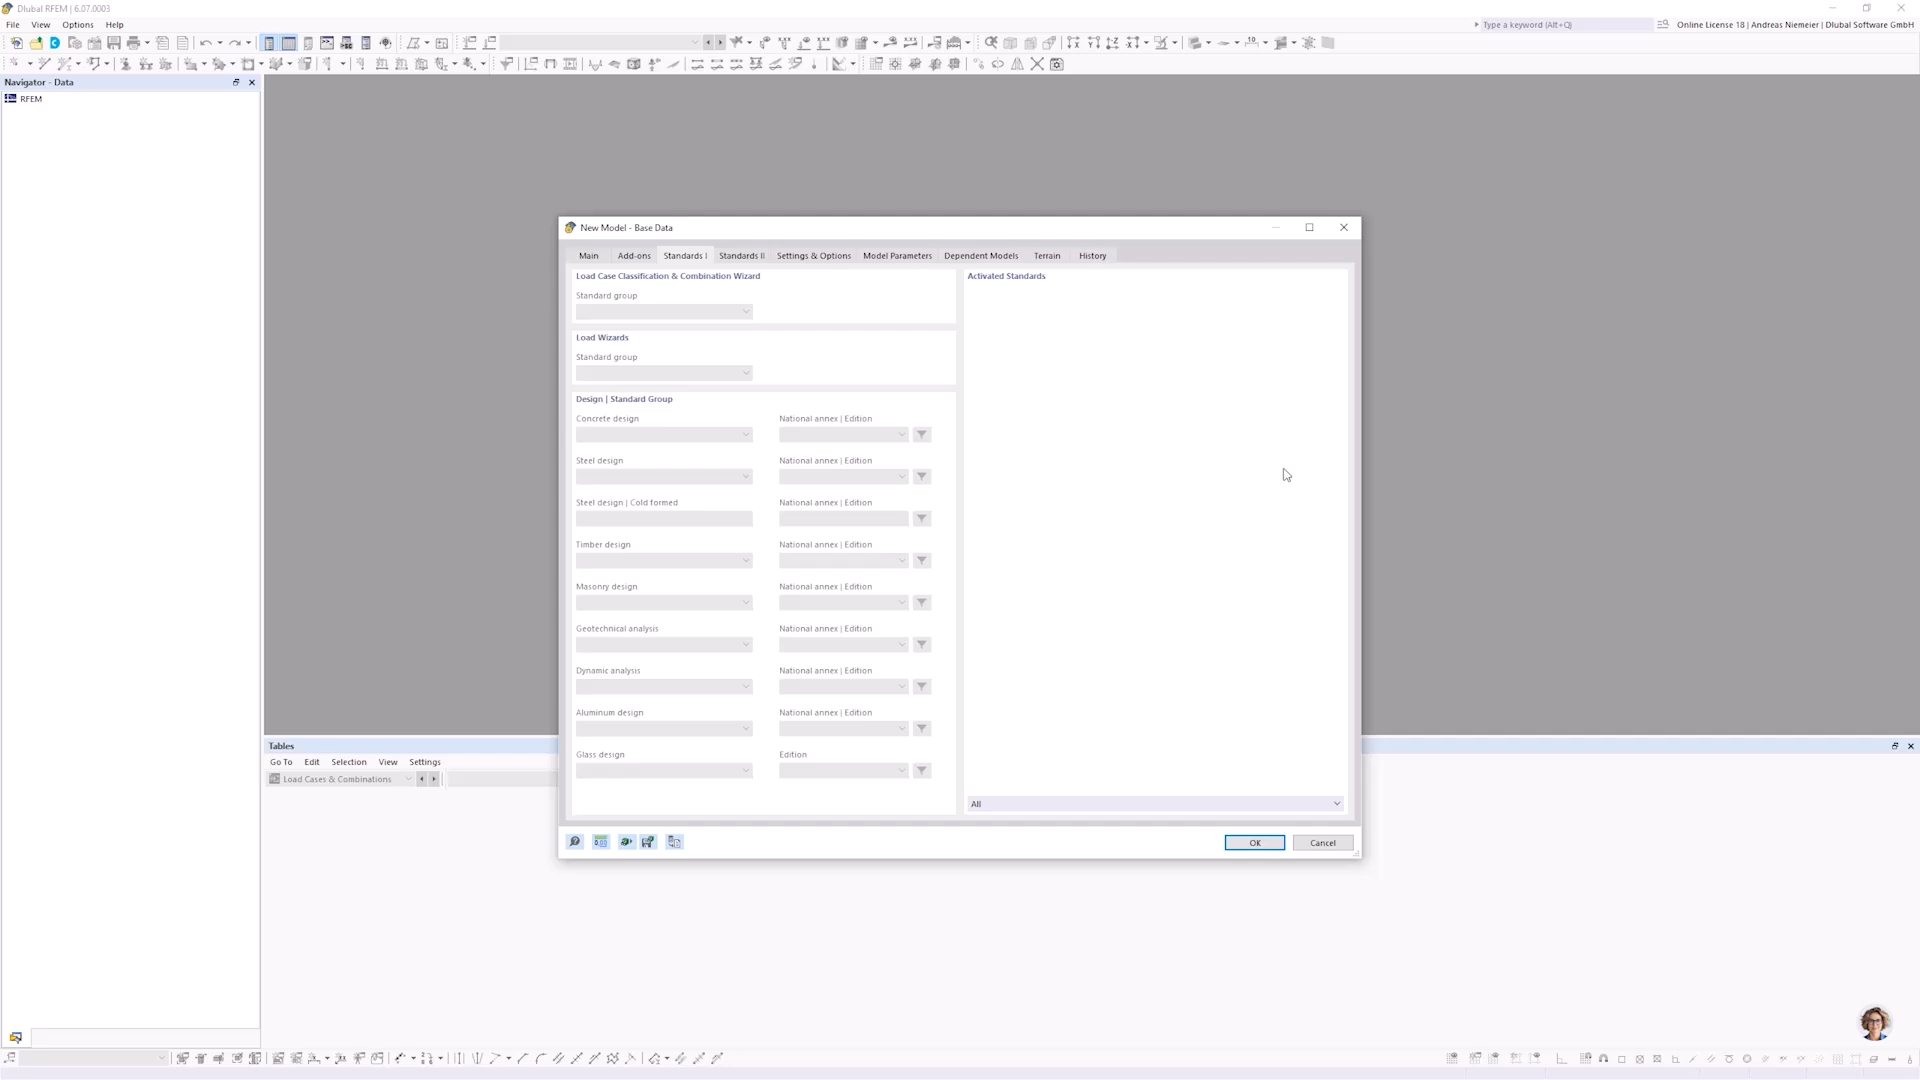 Dlubal RFEM | 6.07.0003
File View Options Help
Type a keyword (Alt+Q)
Online License 18 | Andreas Niemeier | Dlubal Software GmbH
Navigator - Data
RFEM
New Model - Base Data
Main Add-ons Standards I Standards II Settings & Options Model Parameters Dependent Models Terrain History
Load Case Classification & Combination Wizard
Standard group
Load Wizards
Standard group
Design | Standard Group
Concrete design National annex | Edition
Steel design National annex | Edition
Steel design | Cold formed National annex | Edition
Timber design National annex | Edition
Masonry design National annex | Edition
Geotechnical analysis National annex | Edition
Dynamic analysis National annex | Edition
Aluminum design National annex | Edition
Glass design Edition
Activated Standards
All
OK Cancel
Tables
Go To Edit Selection View Settings
Load Cases & Combinations